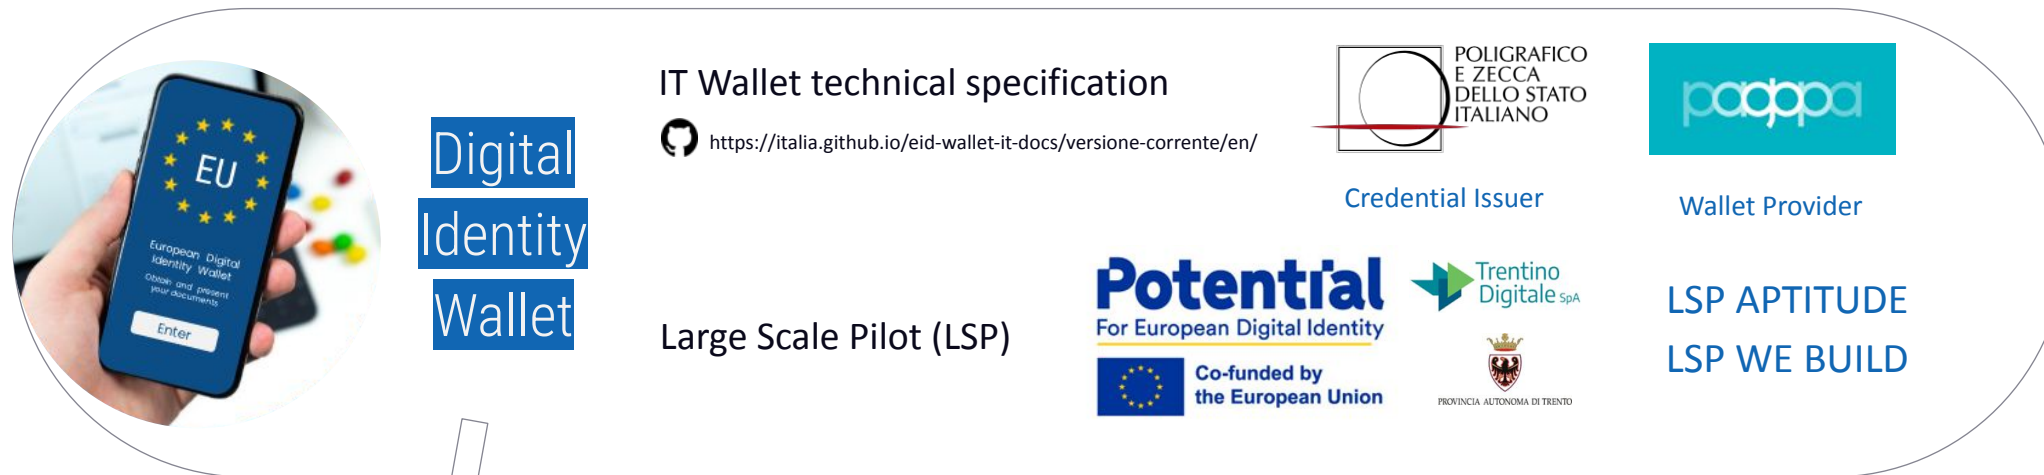 EU
European Digital
Identity Wallet
Obtain and present
your documents
Enter
Digital
Identity
Wallet
IT Wallet technical specification
https://italia.github.io/eid-wallet-it-docs/versione-corrente/en/
POLIGRAFICO
E ZECCA
DELLO STATO
ITALIANO
Credential Issuer
pagopa
Wallet Provider
Large Scale Pilot (LSP)
Potential
For European Digital Identity
Co-funded by
the European Union
Trentino
Digitale SpA
PROVINCIA AUTONOMA DI TRENTO
LSP APTITUDE
LSP WE BUILD